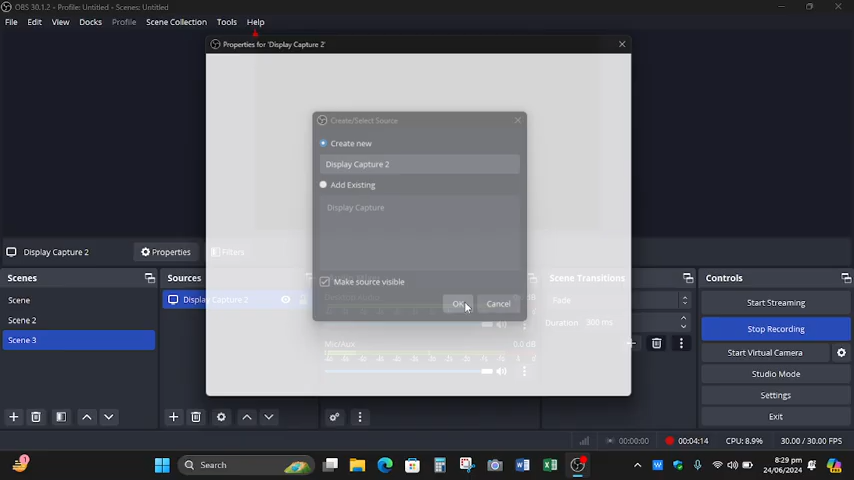 OBS 30.1.2 - Profile: Untitled - Scenes: Untitled
File Edit View Docks Profile Scene Collection Tools Help
Properties for 'Display Capture 2'
Create/Select Source
Create new
Display Capture 2
Add Existing
Display Capture
Make source visible
OK Cancel
Display Capture 2 Properties Filters
Scenes Sources Scene Transitions Controls
Scene
Scene 2
Scene 3
Display Capture 2
Mic/Aux 0.0 dB
Fade
Duration 300 ms
Start Streaming
Stop Recording
Start Virtual Camera
Studio Mode
Settings
Exit
00:00:00 00:04:14 CPU: 8.9% 30.00 / 30.00 FPS
1 Search
8:29 pm
24/06/2024